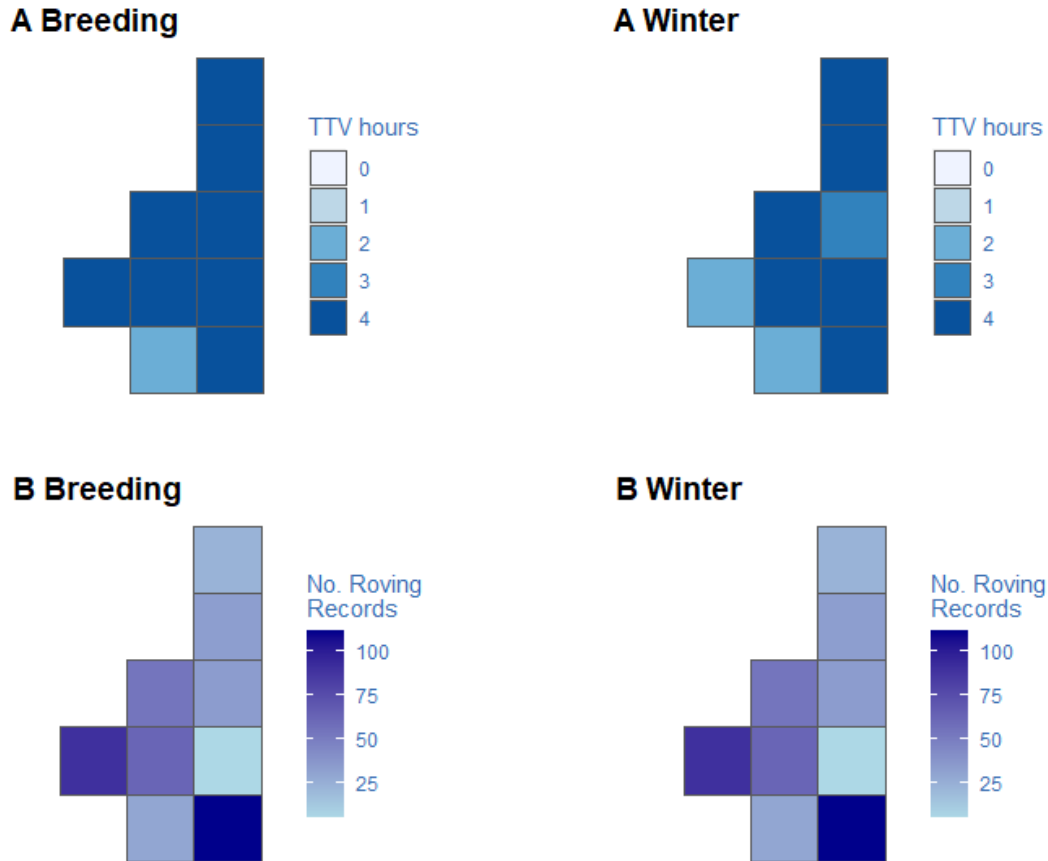 A Breeding
TTV hours
0
1
2
3
4
A Winter
TTV hours
0
1
2
3
4
B Breeding
No. Roving
Records
100
75
50
25
B Winter
No. Roving
Records
100
75
50
25